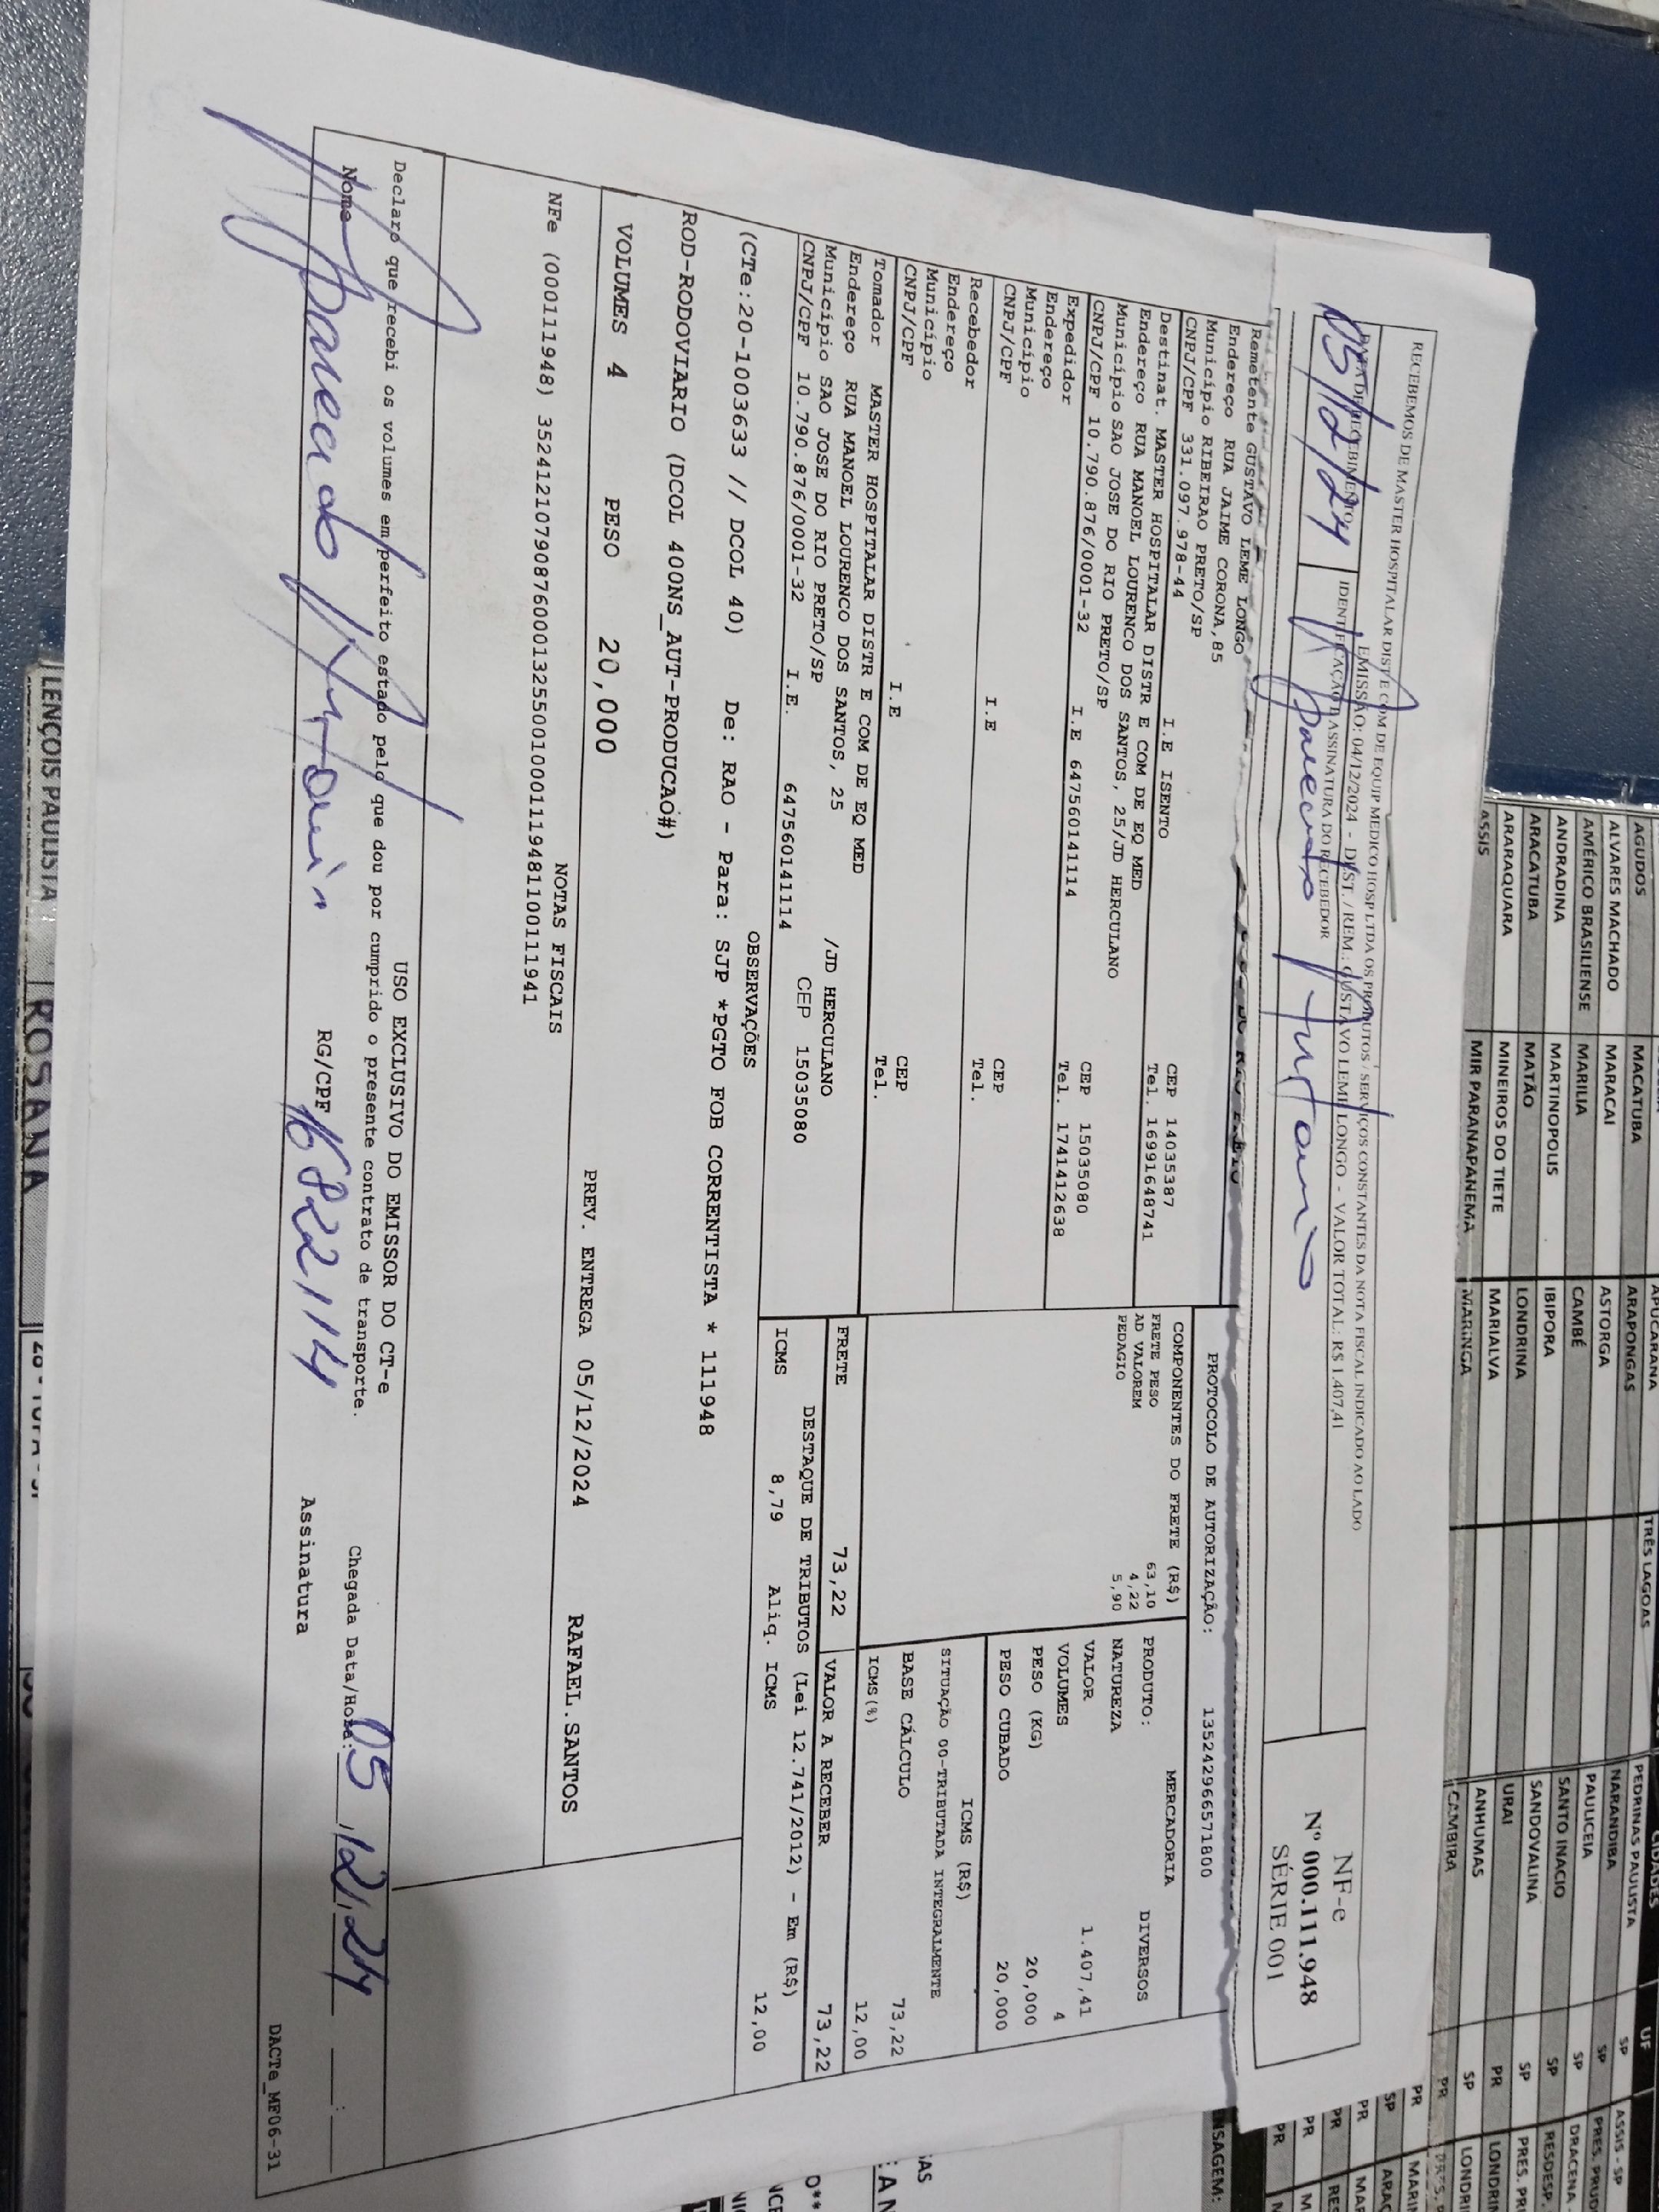 RECEBEMOS DE MASTER HOSPITALAR DIST E COM DE EQUIP MEDICO HOSP LTDA OS PRODUTOS / SERVIÇOS CONSTANTES DA NOTA FISCAL INDICADO AO LADO
EMISSÃO: 04/12/2024 - DEST. / REM.: GUSTAVO LEME LONGO - VALOR TOTAL: R$ 1.407,41
DATA DE RECEBIMENTO
IDENTIFICAÇÃO E ASSINATURA DO RECEBEDOR
05/12/24
Aparecido
NF-e
Nº 000.111.948
SÉRIE 001
Remetente GUSTAVO LEME LONGO
Endereço RUA JAIME CORONA, 85
Município RIBEIRAO PRETO/SP
CNPJ/CPF 331.097.978-44 I.E ISENTO
CEP 14035387
Tel. 16991648741
Destinat. MASTER HOSPITALAR DISTR E COM DE EQ MED
Endereço RUA MANOEL LOURENCO DOS SANTOS, 25/JD HERCULANO
Município SAO JOSE DO RIO PRETO/SP CEP 15035080
CNPJ/CPF 10.790.876/0001-32 I.E 647560141114 Tel. 1741412638
Expedidor
Endereço
Município CEP
CNPJ/CPF I.E Tel.
Recebedor
Endereço
Município CEP
CNPJ/CPF I.E Tel.
Tomador MASTER HOSPITALAR DISTR E COM DE EQ MED
Endereço RUA MANOEL LOURENCO DOS SANTOS, 25 /JD HERCULANO
Município SAO JOSE DO RIO PRETO/SP CEP 15035080
CNPJ/CPF 10.790.876/0001-32 I.E. 647560141114
PROTOCOLO DE AUTORIZAÇÃO: 135242966571800
COMPONENTES DO FRETE (R$)
FRETE PESO 63,10
AD VALOREM 4,22
PEDAGIO 5,90
MERCADORIA
PRODUTO: DIVERSOS
NATUREZA
VALOR 1.407,41
VOLUMES 4
PESO (KG) 20,000
PESO CUBADO 20,000
ICMS (R$)
SITUAÇÃO 00-TRIBUTADA INTEGRALMENTE
BASE CÁLCULO 73,22
ICMS(%) 12,00
FRETE 73,22 VALOR A RECEBER 73,22
DESTAQUE DE TRIBUTOS (Lei 12.741/2012) - Em (R$)
ICMS 8,79 Aliq. ICMS 12,00
OBSERVAÇÕES
(CTe:20-1003633 // DCOL 40) De: RAO - Para: SJP *PGTO FOB CORRENTISTA * 111948
ROD-RODOVIARIO (DCOL 400NS_AUT-PRODUCAO#)
VOLUMES 4 PESO 20,000 PREV. ENTREGA 05/12/2024 RAFAEL.SANTOS
NOTAS FISCAIS
NFe (000111948) 35241210790876000132550010001119481100111941
USO EXCLUSIVO DO EMISSOR DO CT-e
Declaro que recebi os volumes em perfeito estado pelo que dou por cumprido o presente contrato de transporte.
Nome Aparecido RG/CPF 16822114 Chegada Data/Hora: 05/12/24
Assinatura
DACTe_MF06-31
AGUDOS MACATUBA
ALVARES MACHADO MARACAI
AMÉRICO BRASILIENSE MARILIA
ANDRADINA MARTINOPOLIS
ARACATUBA MATÃO
ARARAQUARA MINEIROS DO TIETE
ASSIS MIR PARANAPANEMA
APUCARANA
ARAPONGAS
ASTORGA
CAMBÉ
IBIPORA
LONDRINA
MARIALVA
MARINGA
TRÊS LAGOAS
CIDADES UF
PEDRINAS PAULISTA SP ASSIS - SP
NARANDIBA SP
PAULICEIA SP DRACENA
SANTO INACIO
SANDOVALINA SP
URAI PR
ANHUMAS SP
CAMBIRA PR
LENÇOIS PAULISTA
ROSANA